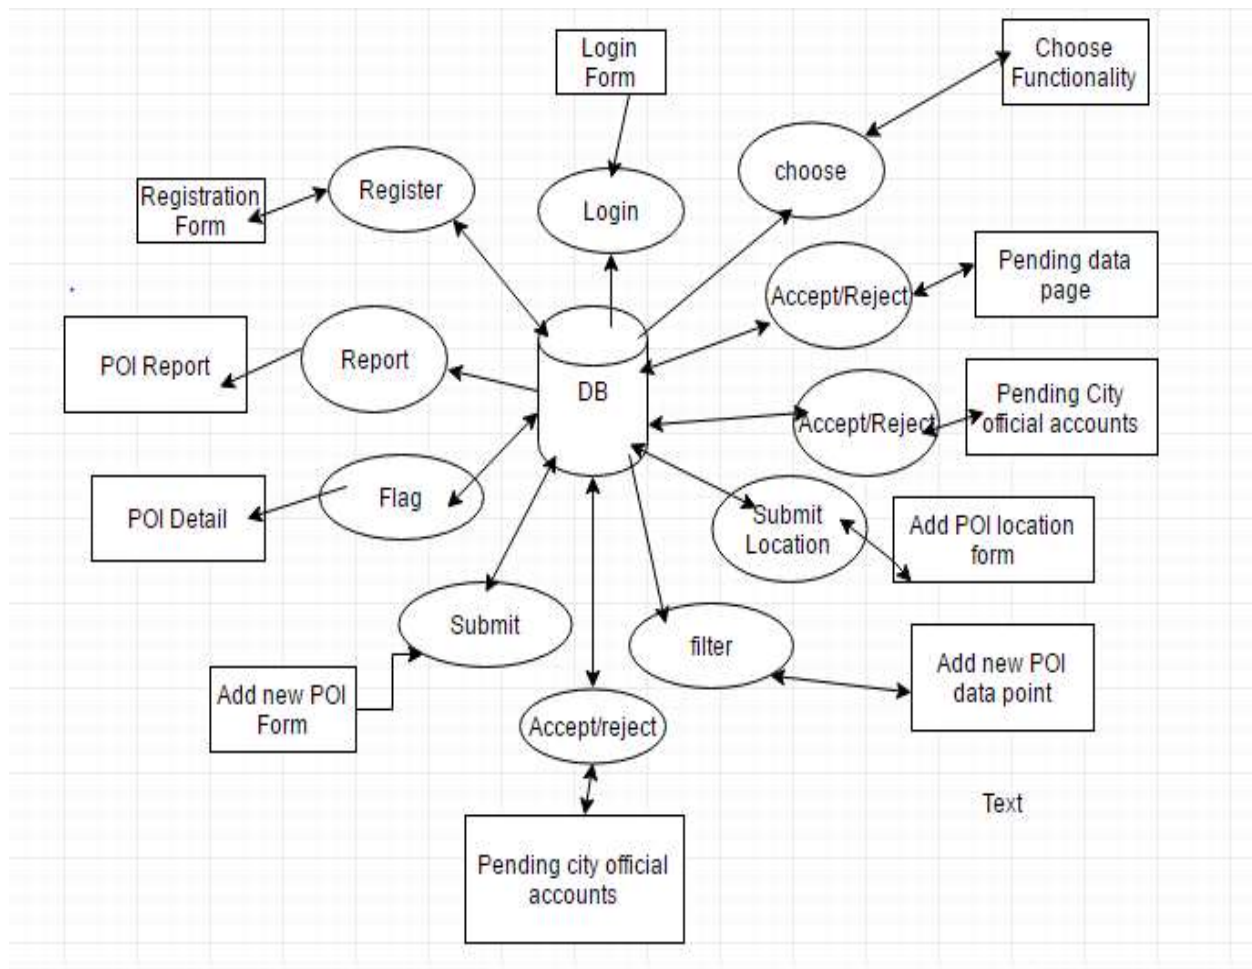 Login
Form
Choose
Functionality
choose
Register
Registration
Form
Login
Pending data
page
Accept/Reject
POI Report
Report
DB
Pending City
official accounts
Accept/Reject
POI Detail
Flag
Submit
Location
Add POI location
form
Submit
filter
Add new POI
data point
Add new POI
Form
Accept/reject
Text
Pending city official
accounts